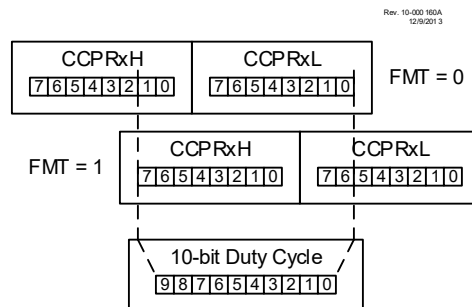 Rev. 10-000 160A
12/9/2013
CCPRxH CCPRxL
7 6 5 4 3 2 1 0 7 6 5 4 3 2 1 0 FMT = 0
CCPRxH CCPRxL
FMT = 1 7 6 5 4 3 2 1 0 7 6 5 4 3 2 1 0
10-bit Duty Cycle
9 8 7 6 5 4 3 2 1 0